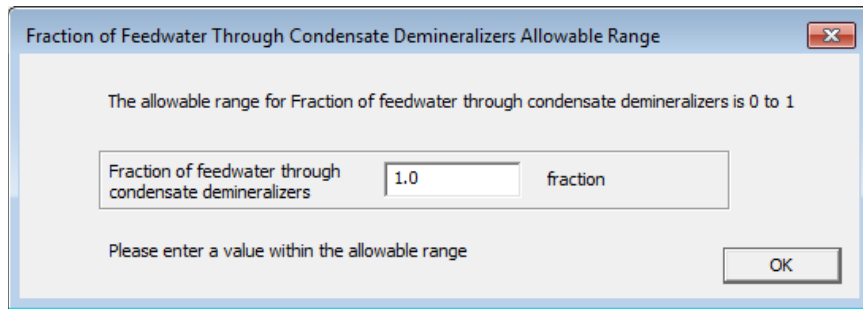 Fraction of Feedwater Through Condensate Demineralizers Allowable Range
The allowable range for Fraction of feedwater through condensate demineralizers is 0 to 1
Fraction of feedwater through
condensate demineralizers
1.0
fraction
Please enter a value within the allowable range
OK